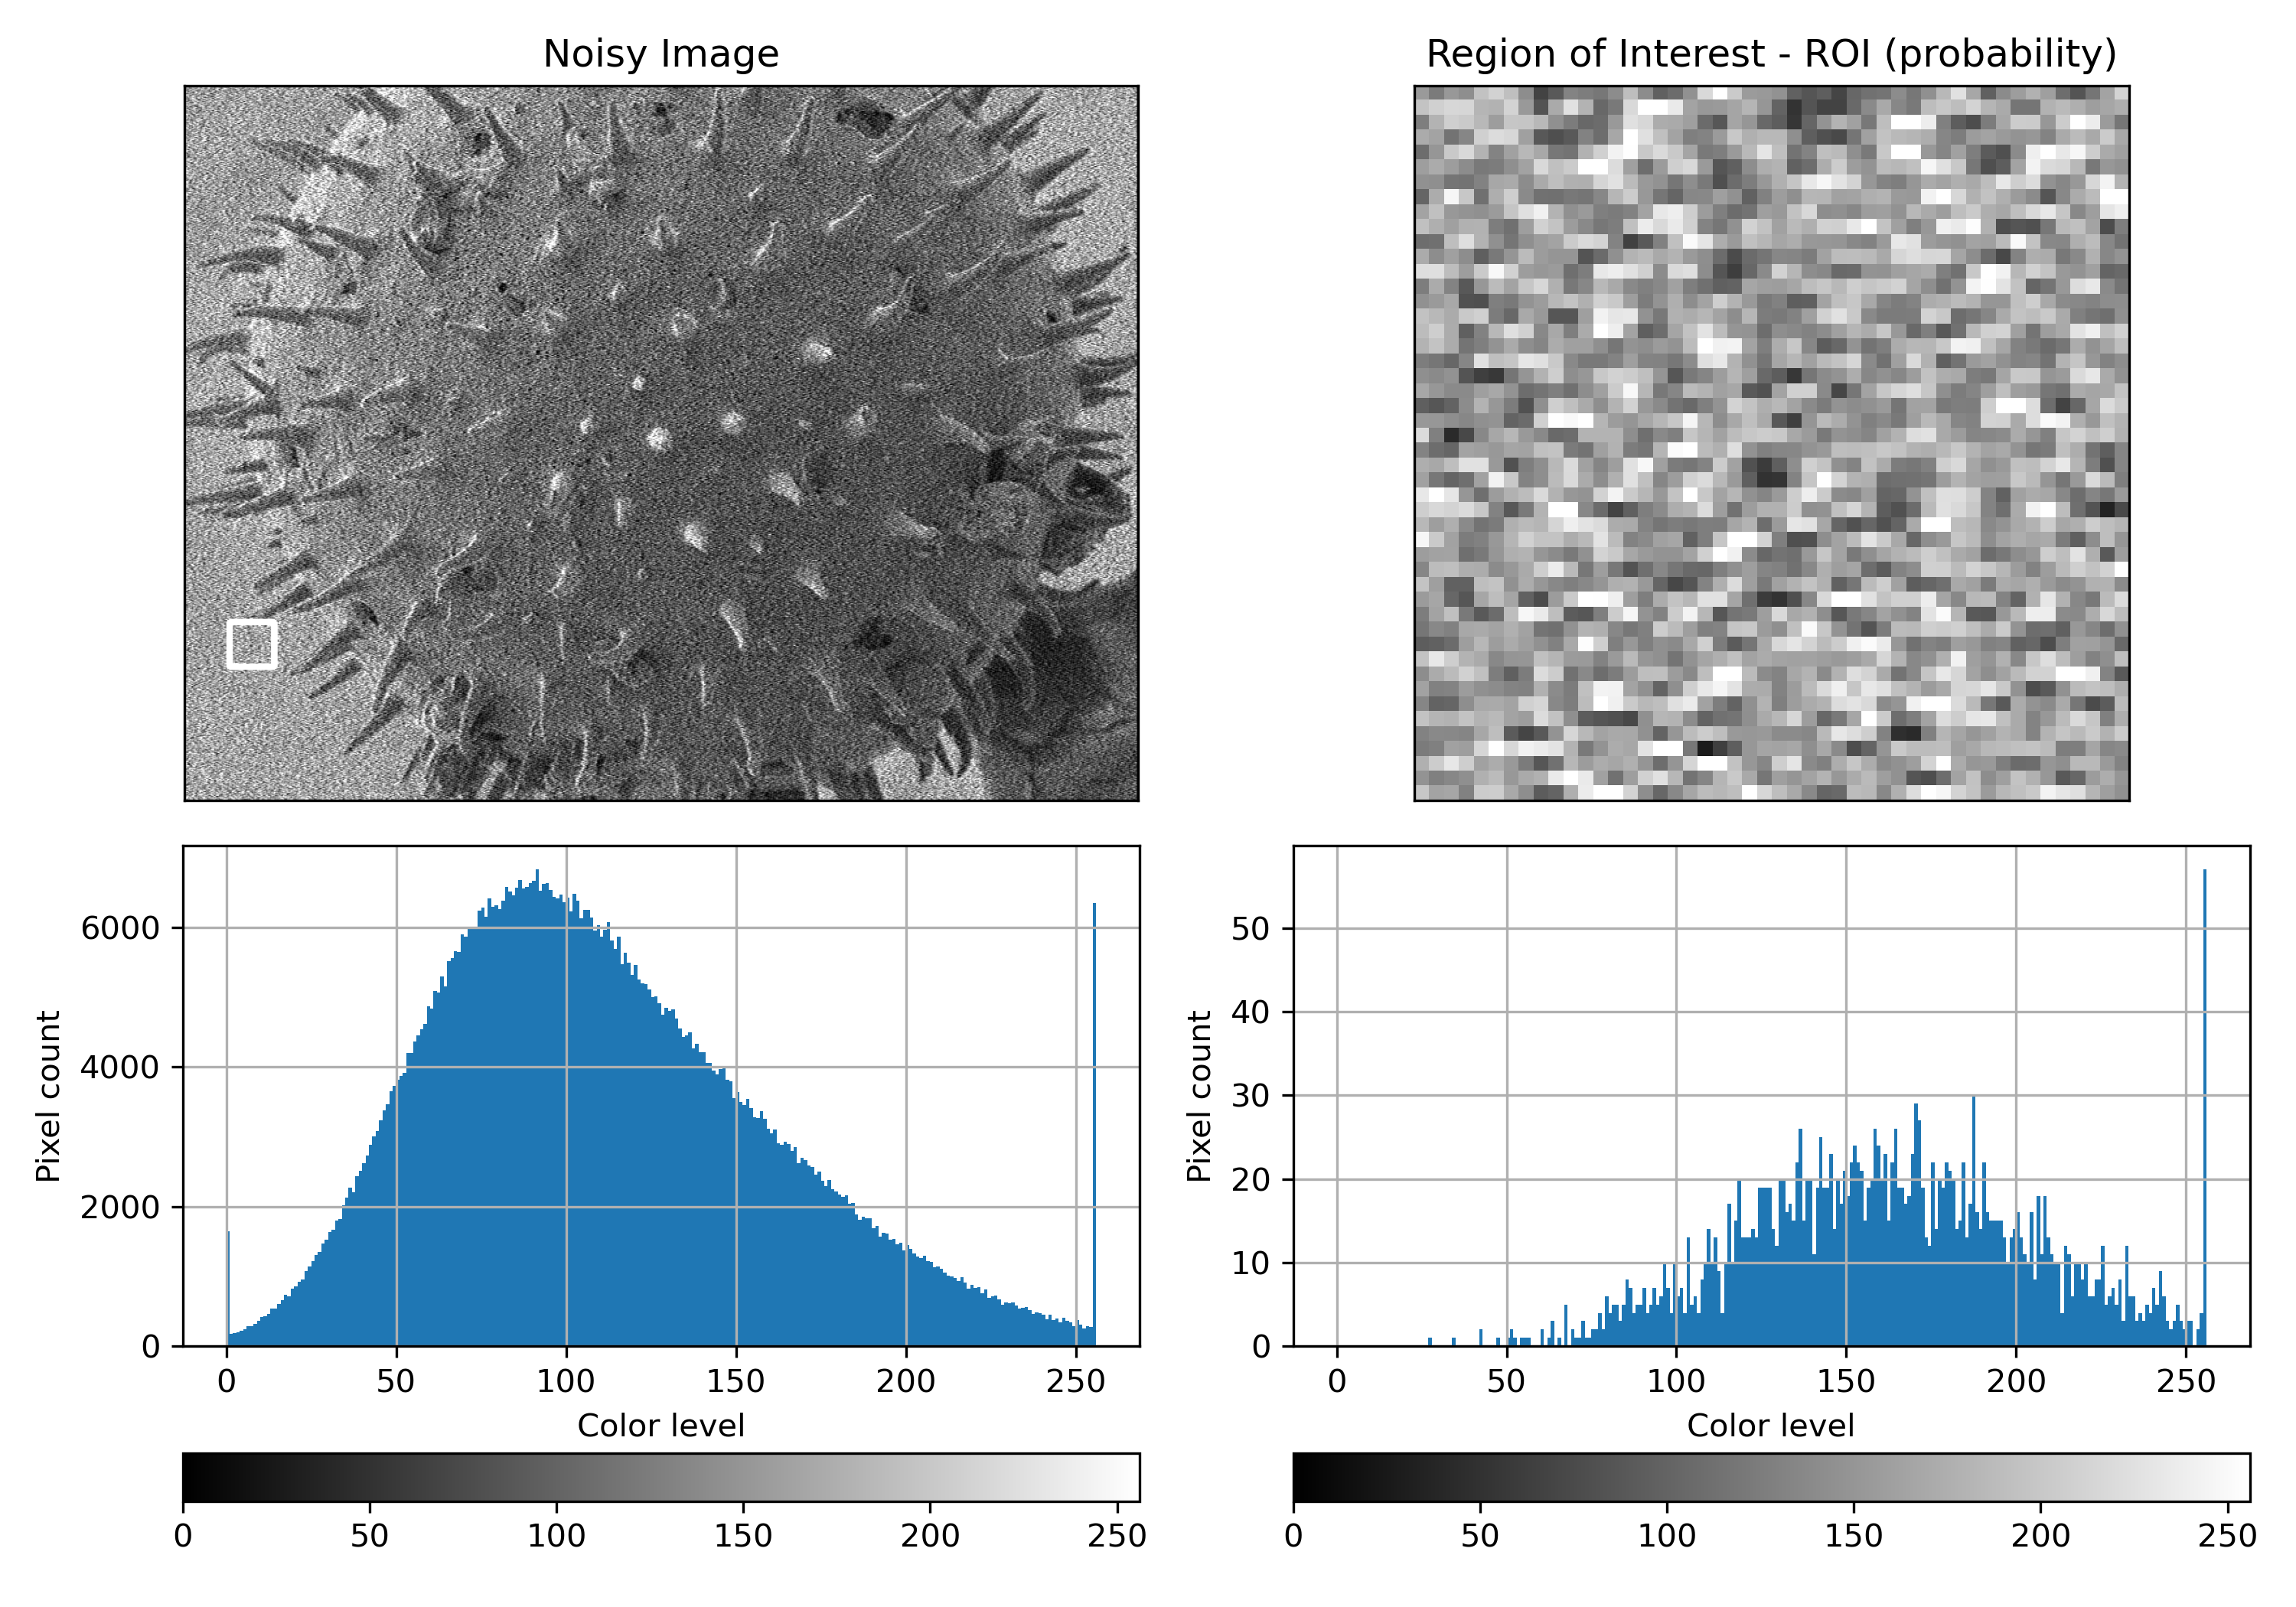 Noisy Image
Region of Interest - ROI (probability)
6000
4000
2000
0
Pixel count
0 50 100 150 200 250
Color level
0 50 100 150 200 250
50
40
30
20
10
0
Pixel count
0 50 100 150 200 250
Color level
0 50 100 150 200 250